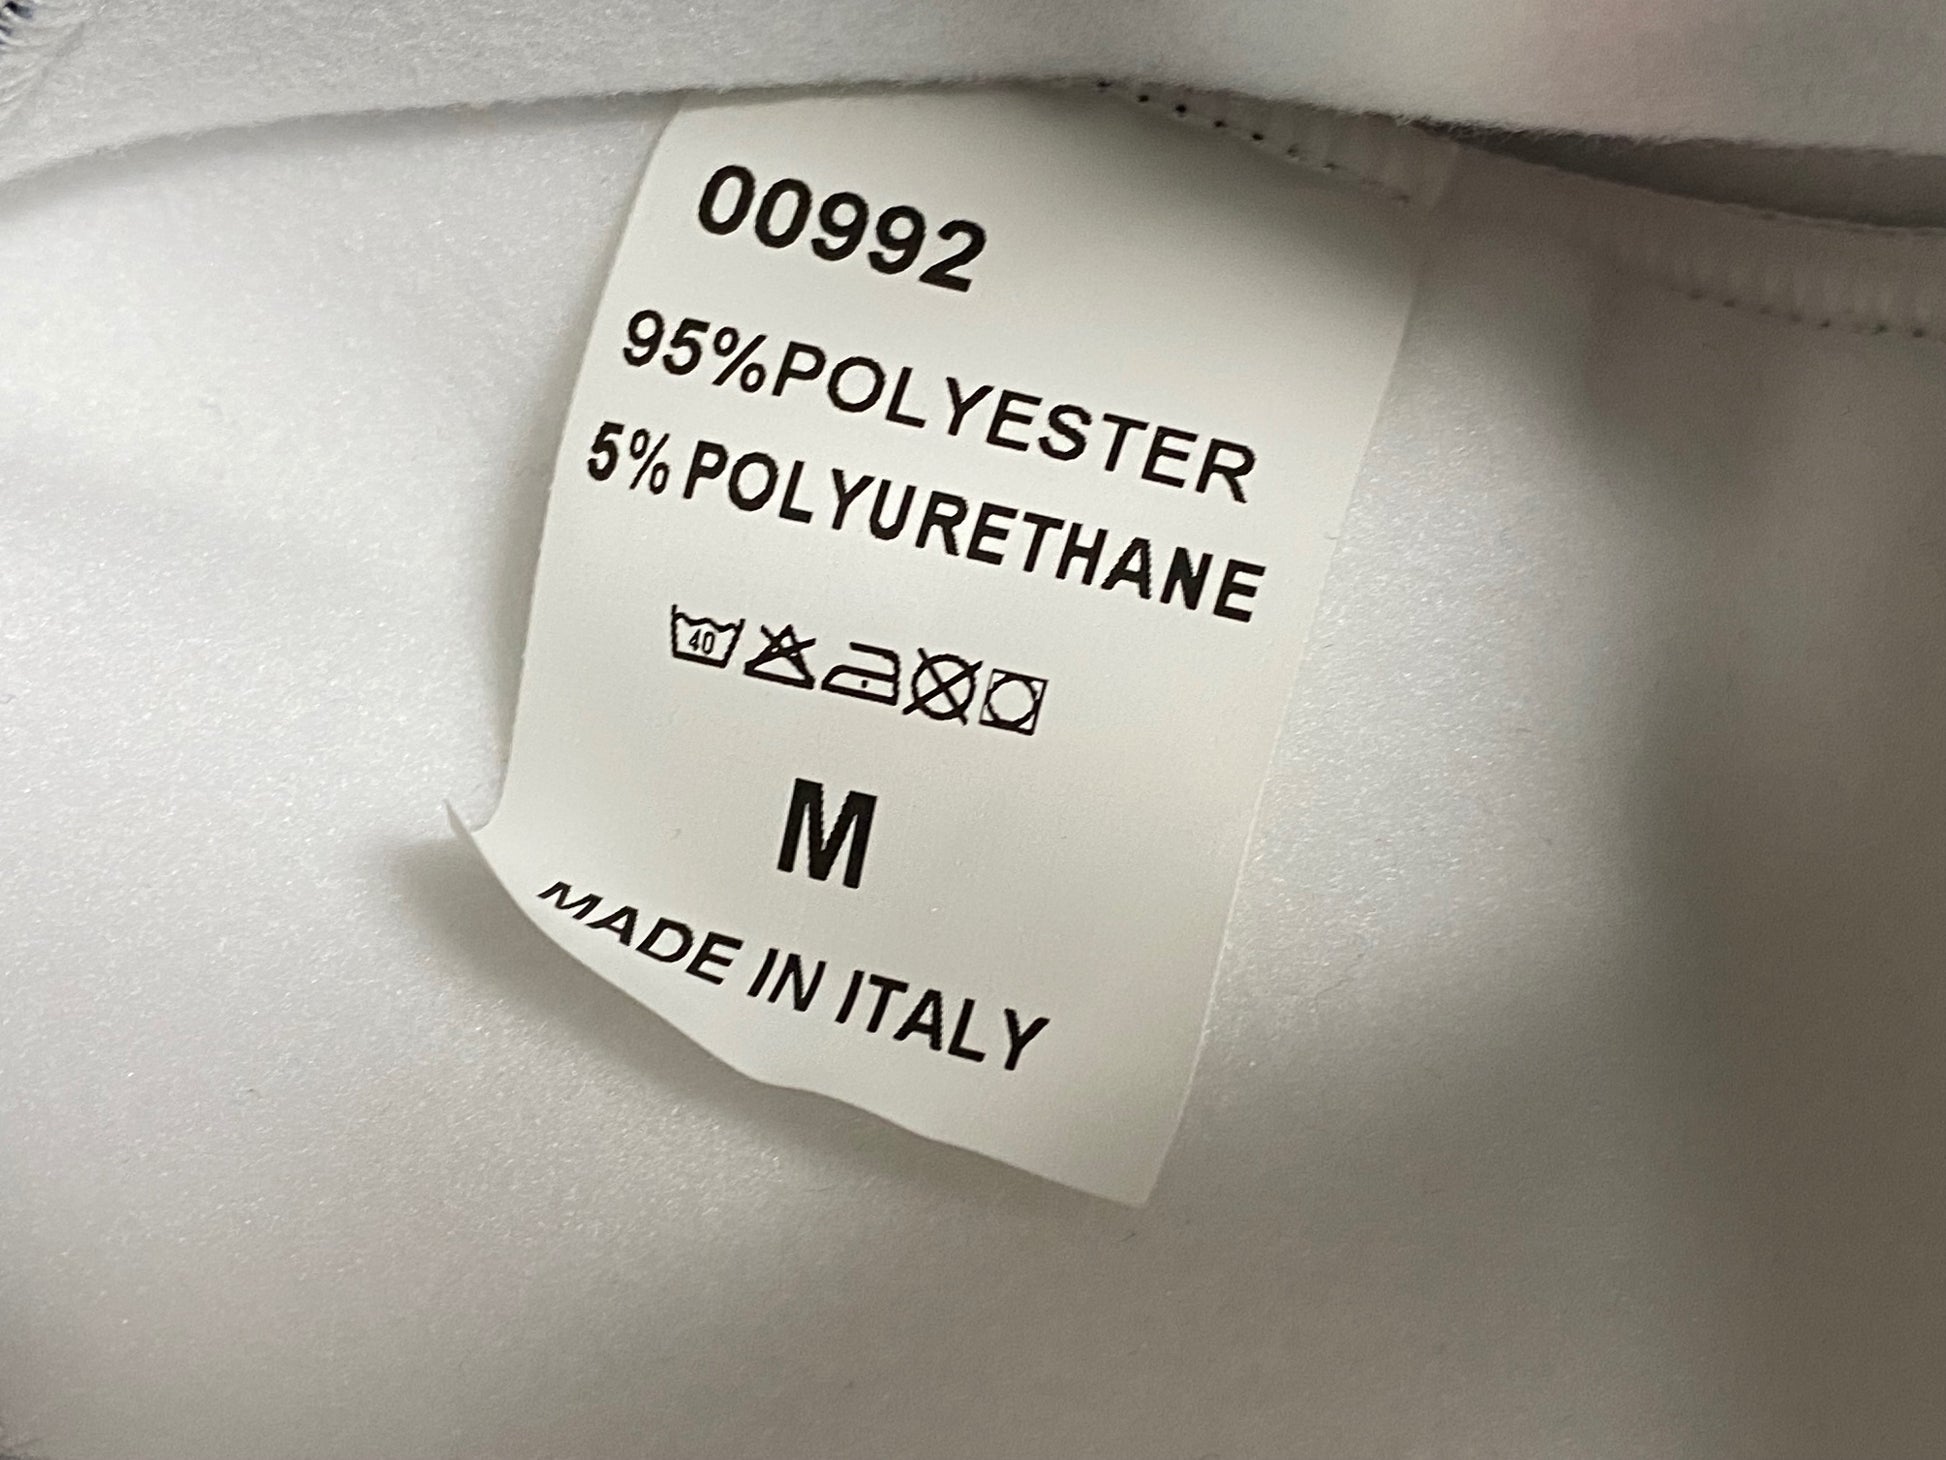 00992
95%POLYESTER
5% POLYURETHANE
40
M
MADE IN ITALY